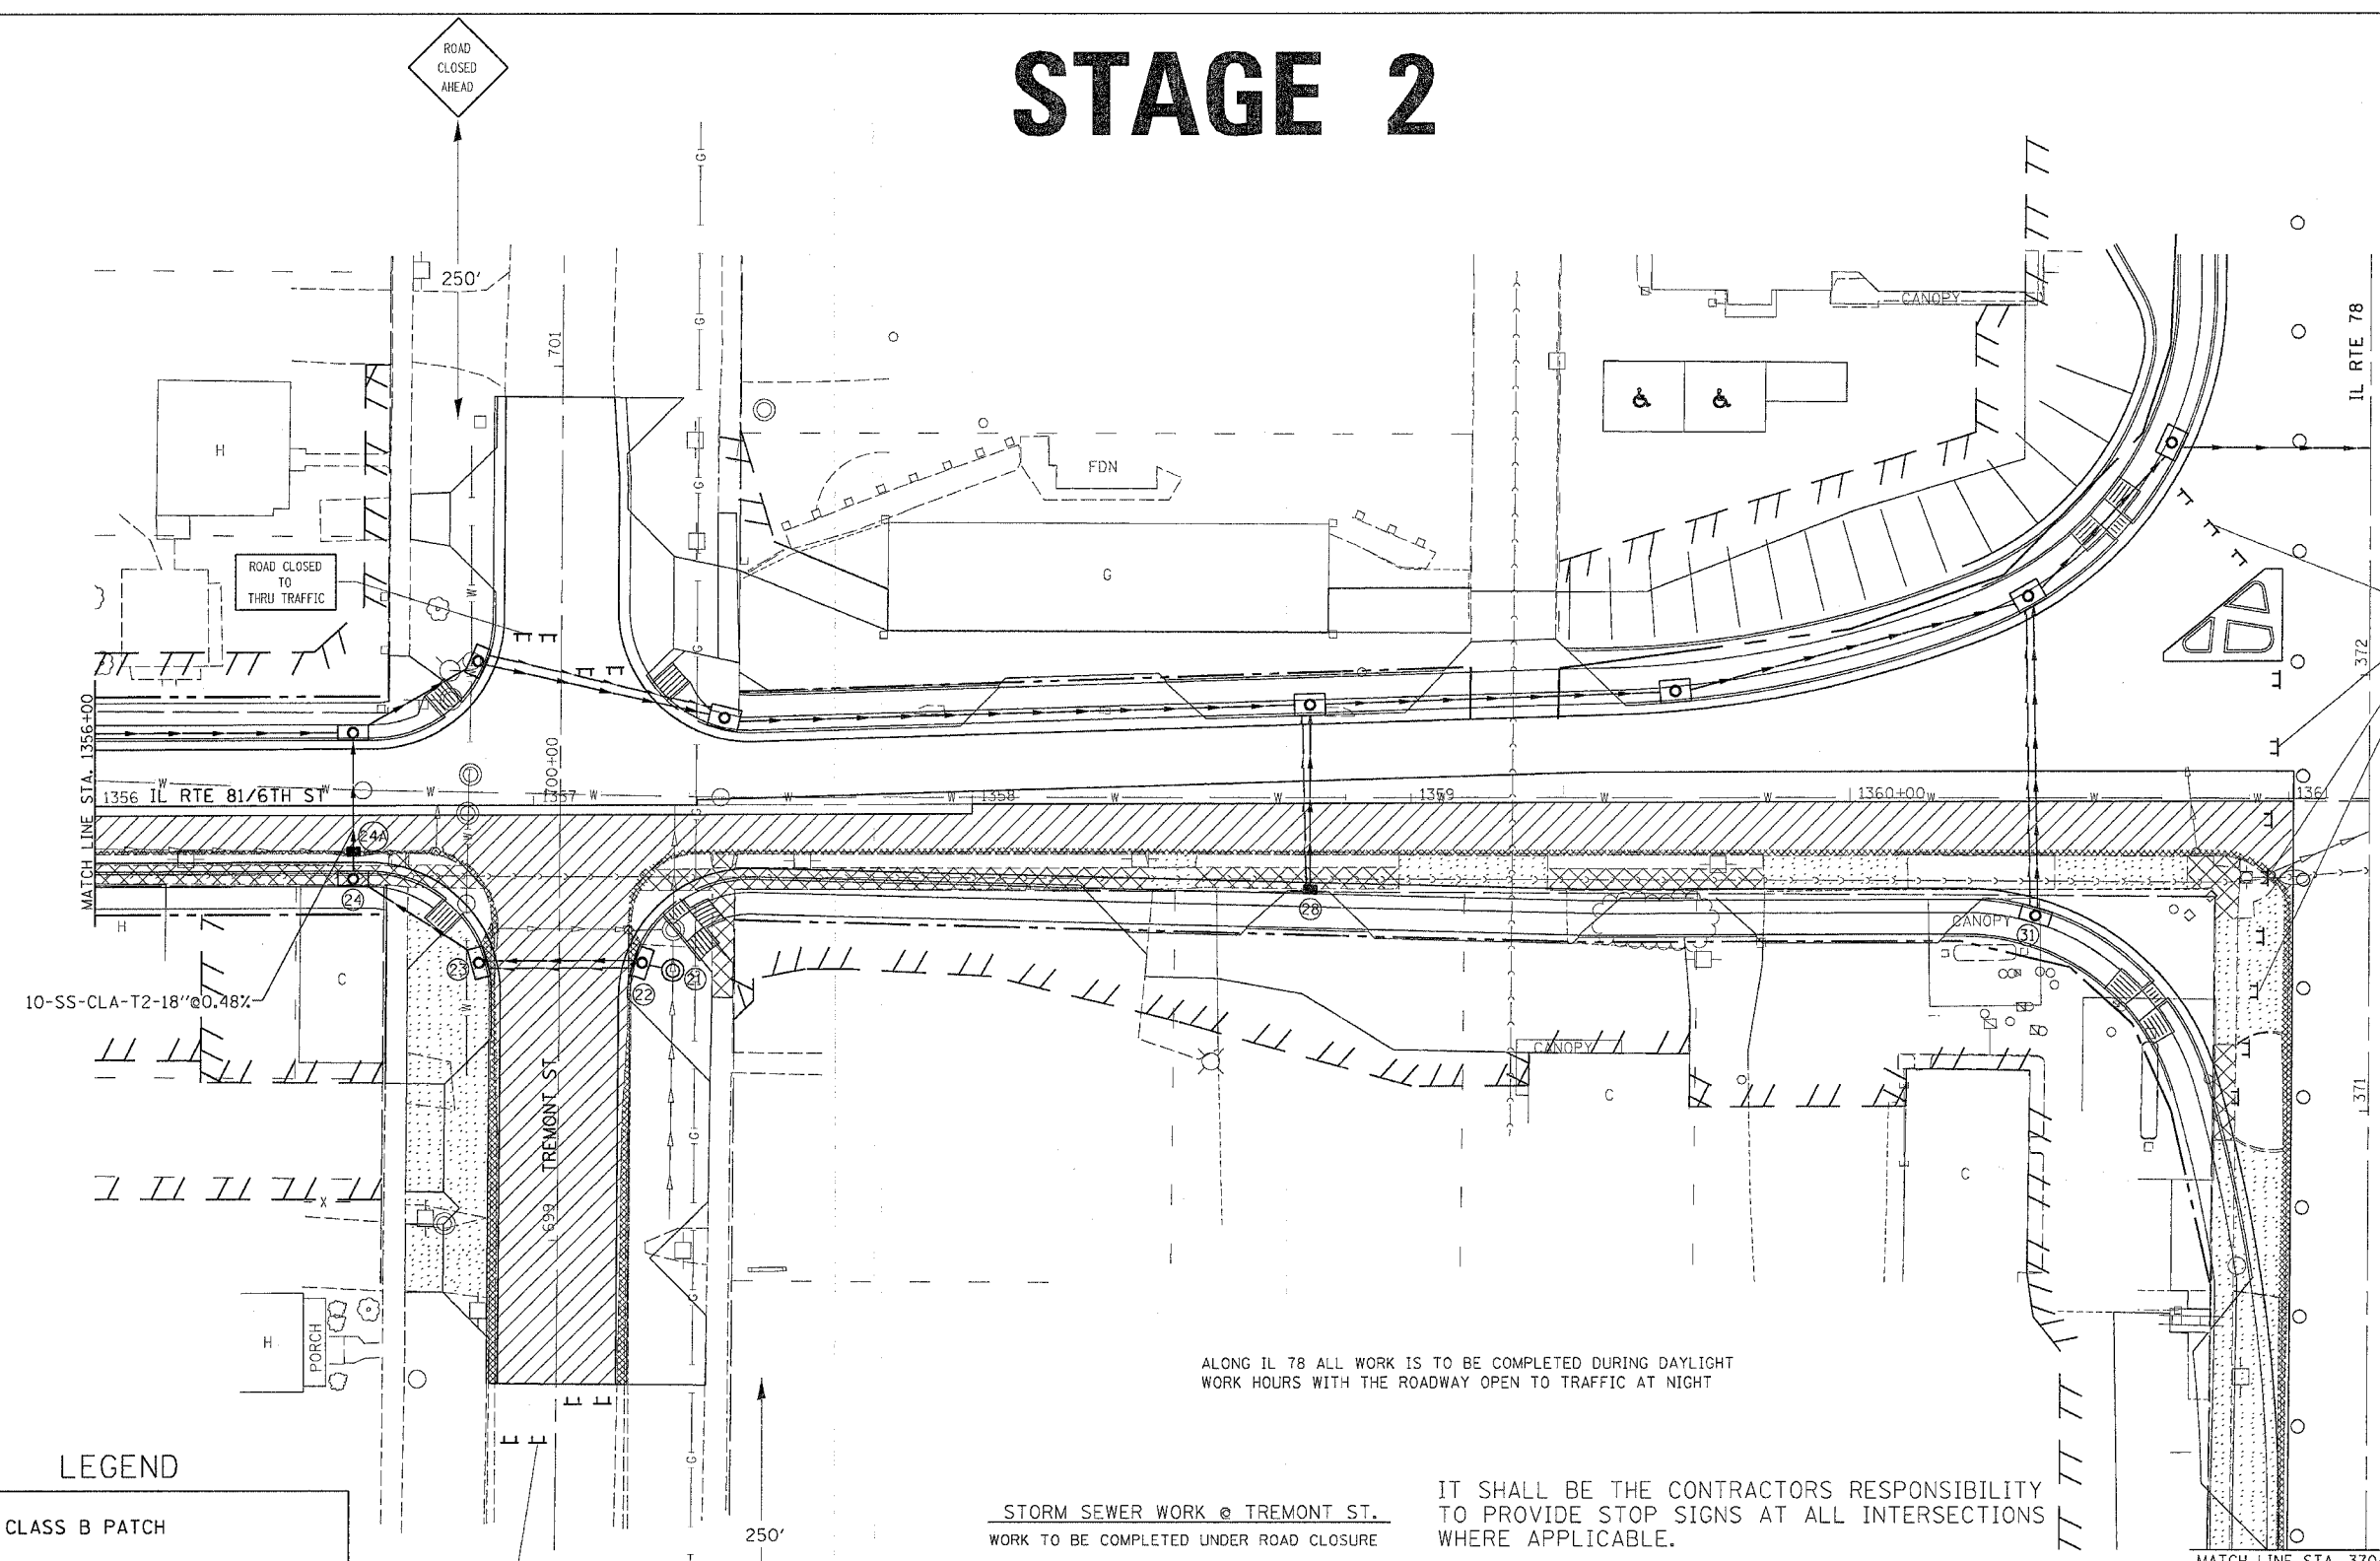 STAGE 2
ROAD
CLOSED
AHEAD
250'
G
G
G
G
701
IL RTE 78
CANOPY
H
FDN
G
W
ROAD CLOSED
TO
THRU TRAFFIC
372
MATCH LINE STA. 1356+00
1356 IL RTE 81/6TH ST
W
W
W
W
W
W
W
W
W
W
W
1357
700+00
1358
1359
1360+00
1361
24A
24
28
31
23
22
21
H
C
CANOPY
CANOPY
10-SS-CLA-T2-18"@0.48%
W
C
C
371
TREMONT ST
699
G
G
G
X
H
PORCH
ALONG IL 78 ALL WORK IS TO BE COMPLETED DURING DAYLIGHT
WORK HOURS WITH THE ROADWAY OPEN TO TRAFFIC AT NIGHT
LEGEND
CLASS B PATCH
250'
STORM SEWER WORK @ TREMONT ST.
WORK TO BE COMPLETED UNDER ROAD CLOSURE
IT SHALL BE THE CONTRACTORS RESPONSIBILITY
TO PROVIDE STOP SIGNS AT ALL INTERSECTIONS
WHERE APPLICABLE.
MATCH LINE STA. 370